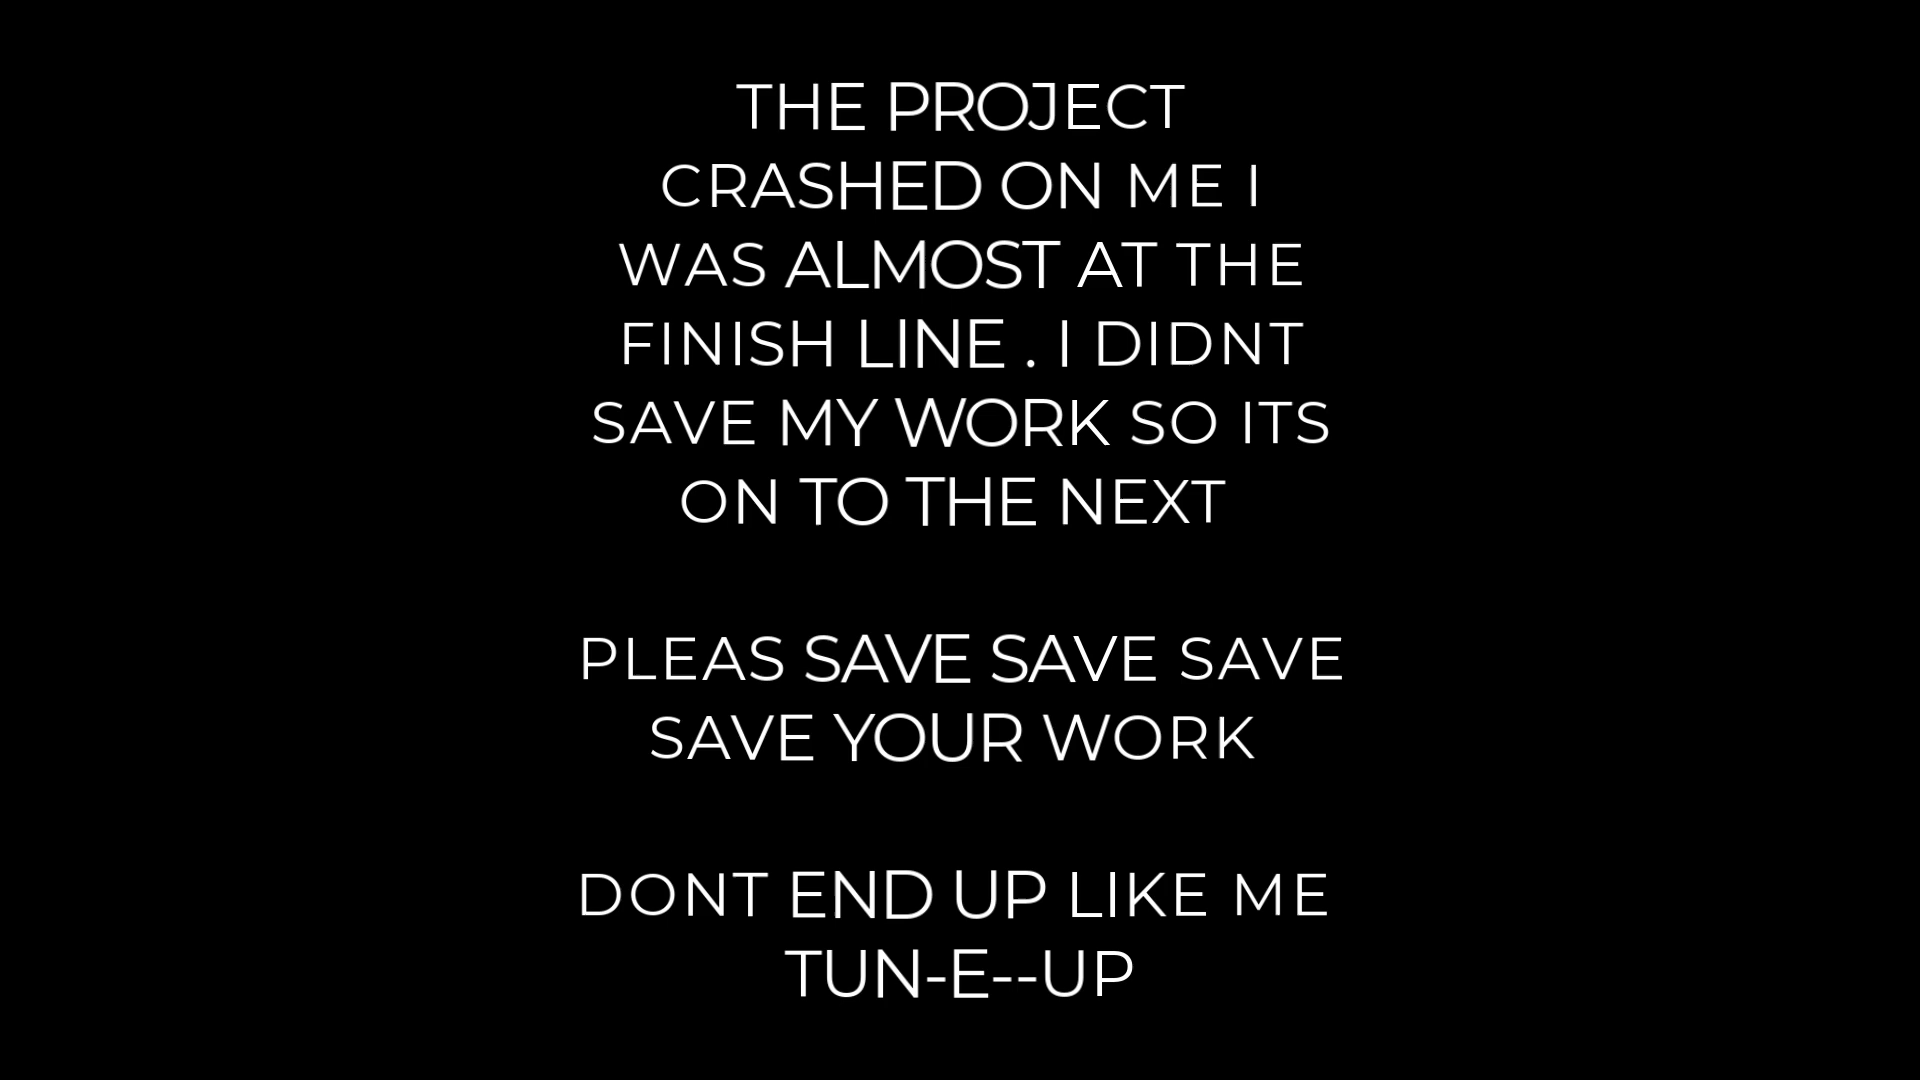 THE PROJECT
CRASHED ON ME I
WAS ALMOST AT THE
FINISH LINE . I DIDNT
SAVE MY WORK SO ITS
ON TO THE NEXT
PLEAS SAVE SAVE SAVE
SAVE YOUR WORK
DONT END UP LIKE ME
TUN-E--UP